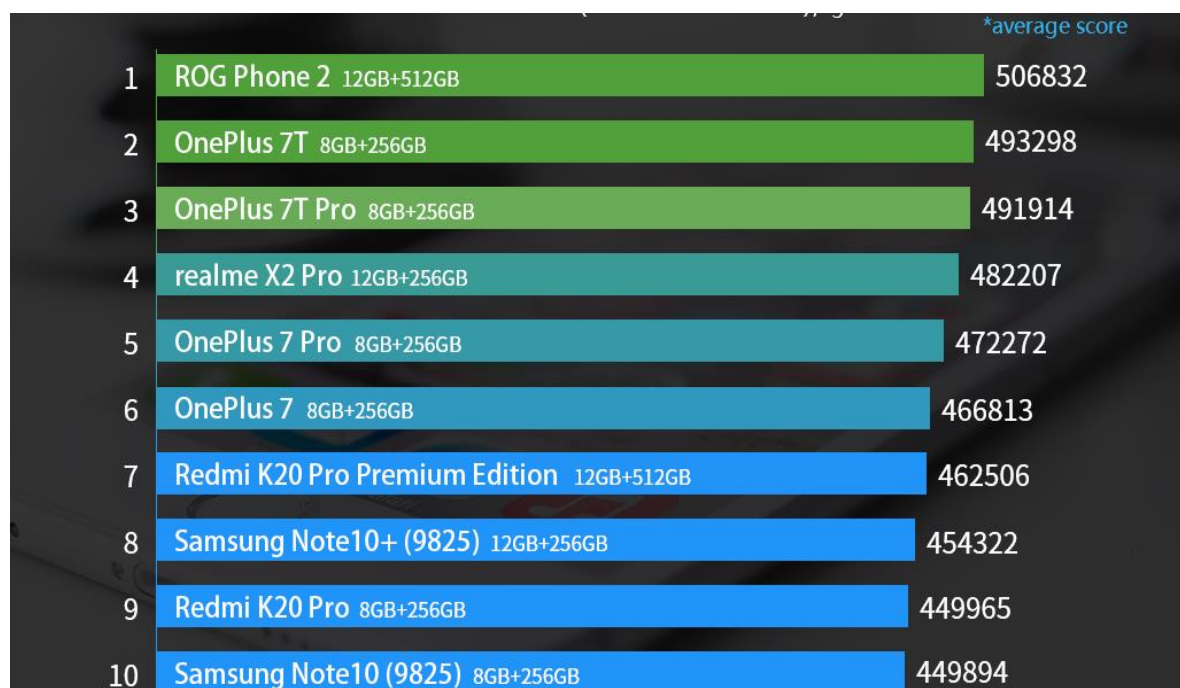 *average score
1 ROG Phone 2 12GB+512GB 506832
2 OnePlus 7T 8GB+256GB 493298
3 OnePlus 7T Pro 8GB+256GB 491914
4 realme X2 Pro 12GB+256GB 482207
5 OnePlus 7 Pro 8GB+256GB 472272
6 OnePlus 7 8GB+256GB 466813
7 Redmi K20 Pro Premium Edition 12GB+512GB 462506
8 Samsung Note10+ (9825) 12GB+256GB 454322
9 Redmi K20 Pro 8GB+256GB 449965
10 Samsung Note10 (9825) 8GB+256GB 449894